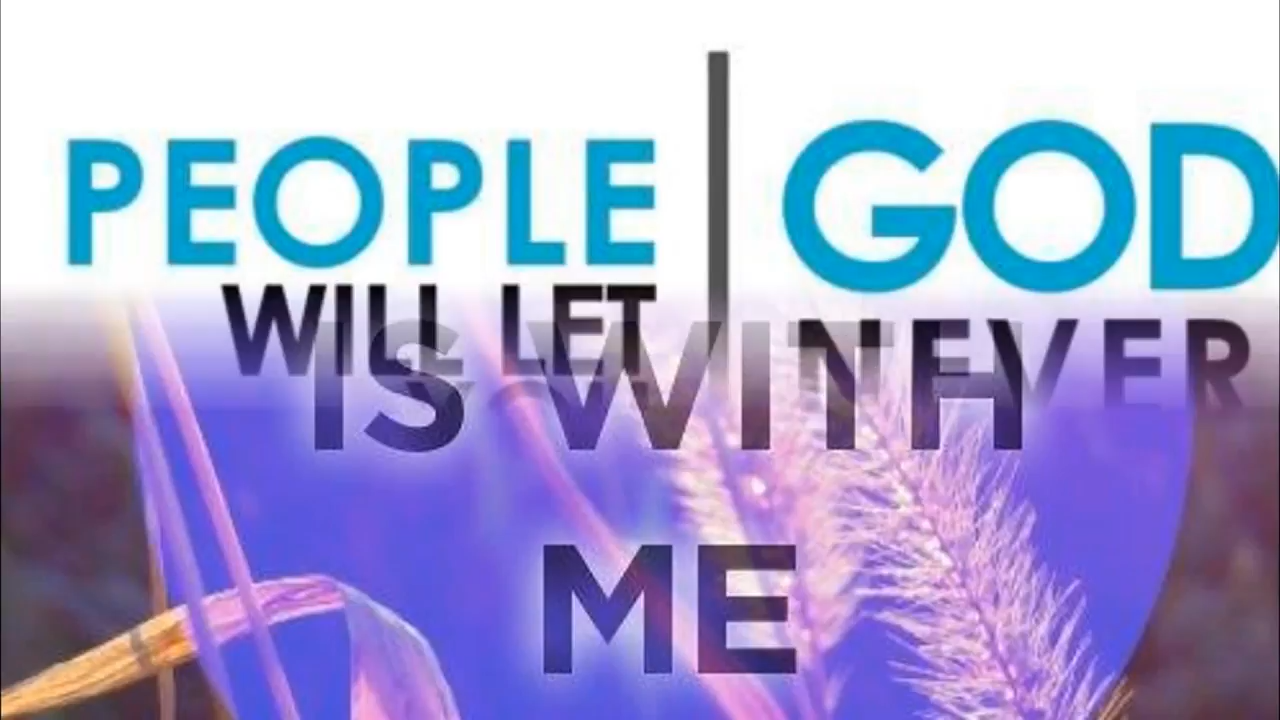 PEOPLE
WILL LET
GOD
NEVER
IS WITH
ME